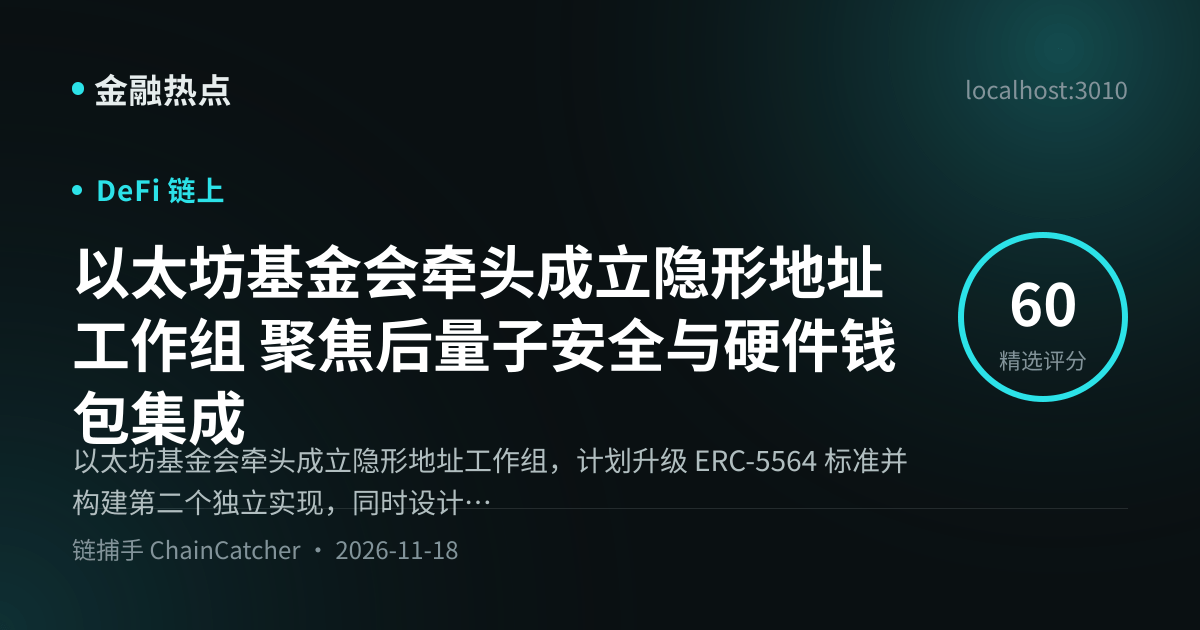 金融热点
localhost:3010
DeFi 链上
以太坊基金会牵头成立隐形地址
工作组 聚焦后量子安全与硬件钱
包集成
60
精选评分
以太坊基金会牵头成立隐形地址工作组，计划升级 ERC-5564 标准并
构建第二个独立实现，同时设计…
链捕手 ChainCatcher • 2026-11-18